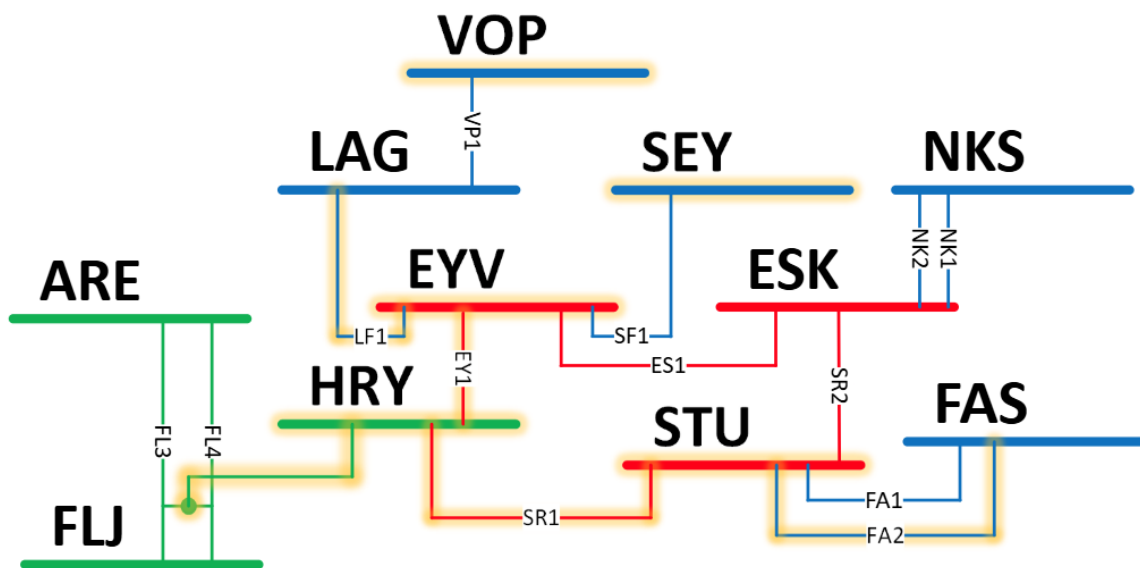 VOP
VP1
LAG
SEY
NKS
NK2
NK1
ARE
EYV
ESK
LF1
SF1
EY1
ES1
SR2
HRY
FL3
FL4
STU
FAS
FLJ
SR1
FA1
FA2